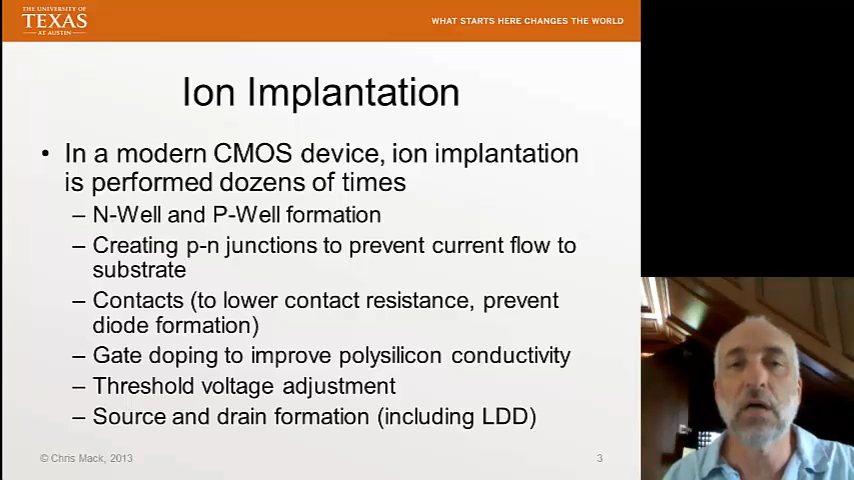 THE UNIVERSITY OF
TEXAS
AT AUSTIN
WHAT STARTS HERE CHANGES THE WORLD
Ion Implantation
• In a modern CMOS device, ion implantation
is performed dozens of times
– N-Well and P-Well formation
– Creating p-n junctions to prevent current flow to
substrate
– Contacts (to lower contact resistance, prevent
diode formation)
– Gate doping to improve polysilicon conductivity
– Threshold voltage adjustment
– Source and drain formation (including LDD)
© Chris Mack, 2013
3